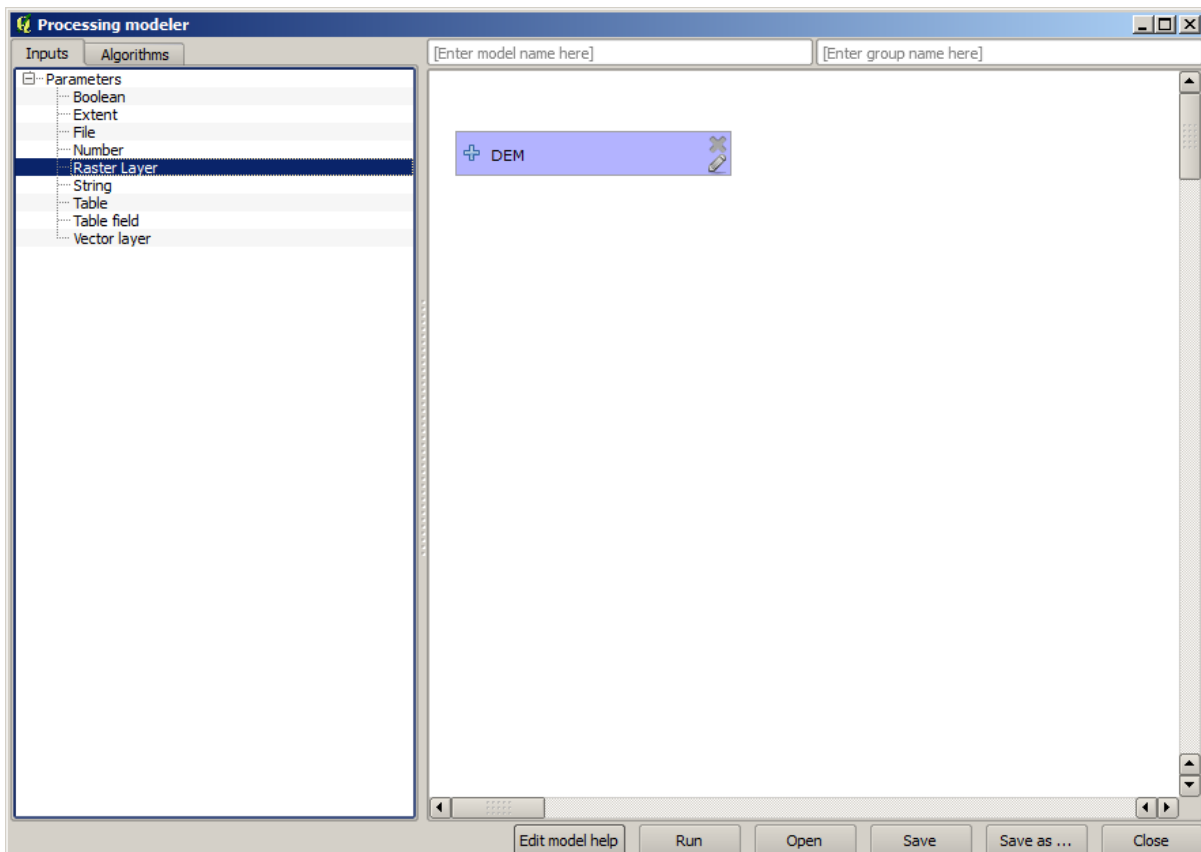 Processing modeler
Inputs Algorithms [Enter model name here] [Enter group name here]
Parameters
Boolean
Extent
File
Number
Raster Layer
String
Table
Table field
Vector layer
DEM
Edit model help Run Open Save Save as ... Close